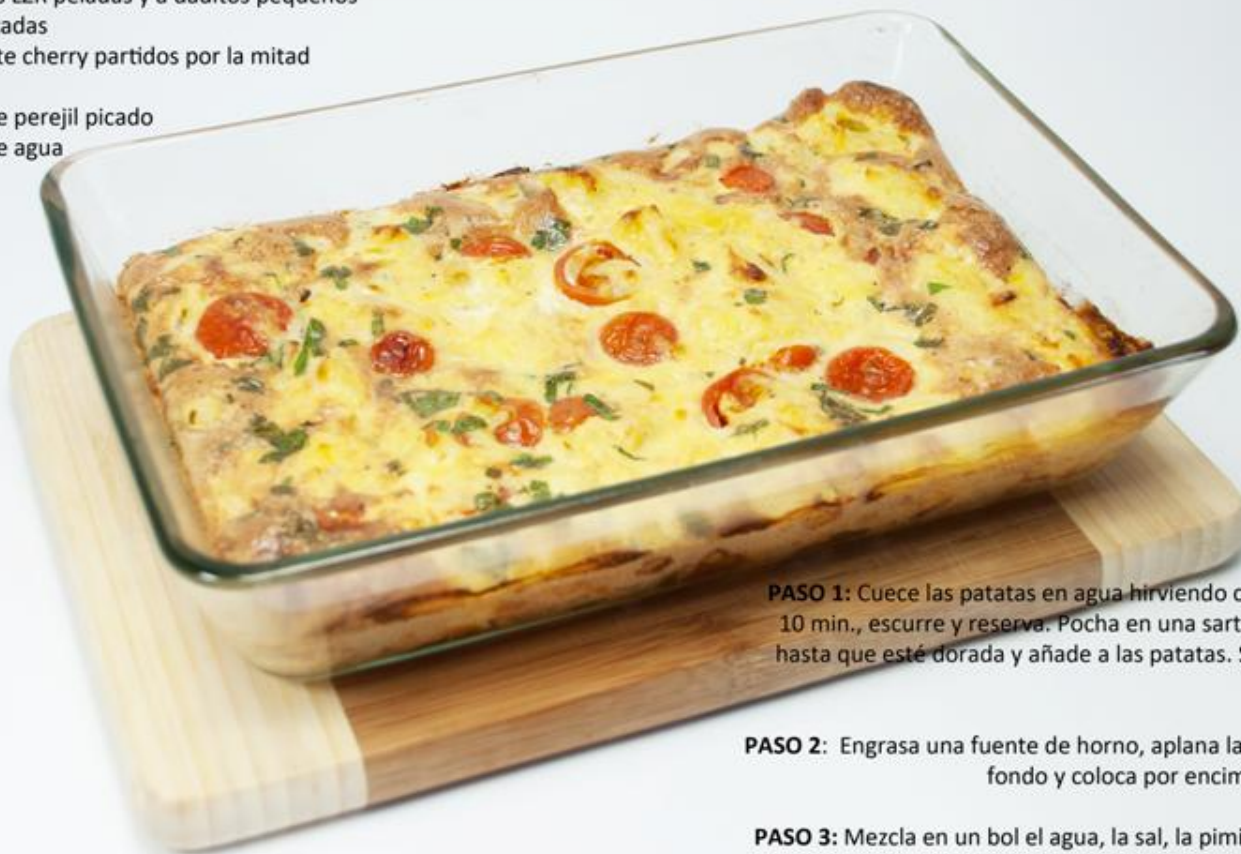 peladas y a
adas
te cherry partidos por la mitad
e perejil picado
e agua
PASO 1: Cuece las patatas en agua hirviendo
10 min., escurre y reserva. Pocha en una sart
hasta que esté dorada y añade a las patatas. S
PASO 2: Engrasa una fuente de horno, aplana la
fondo y coloca por encim
PASO 3: Mezcla en un bol el agua, la sal, la pimi